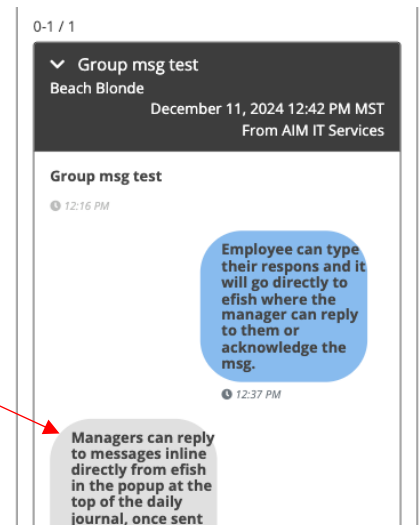 0-1 / 1
Group msg test
Beach Blonde
December 11, 2024 12:42 PM MST
From AIM IT Services
Group msg test
12:16 PM
Employee can type
their respons and it
will go directly to
efish where the
manager can reply
to them or
acknowledge the
msg.
12:37 PM
Managers can reply
to messages inline
directly from efish
in the popup at the
top of the daily
journal, once sent